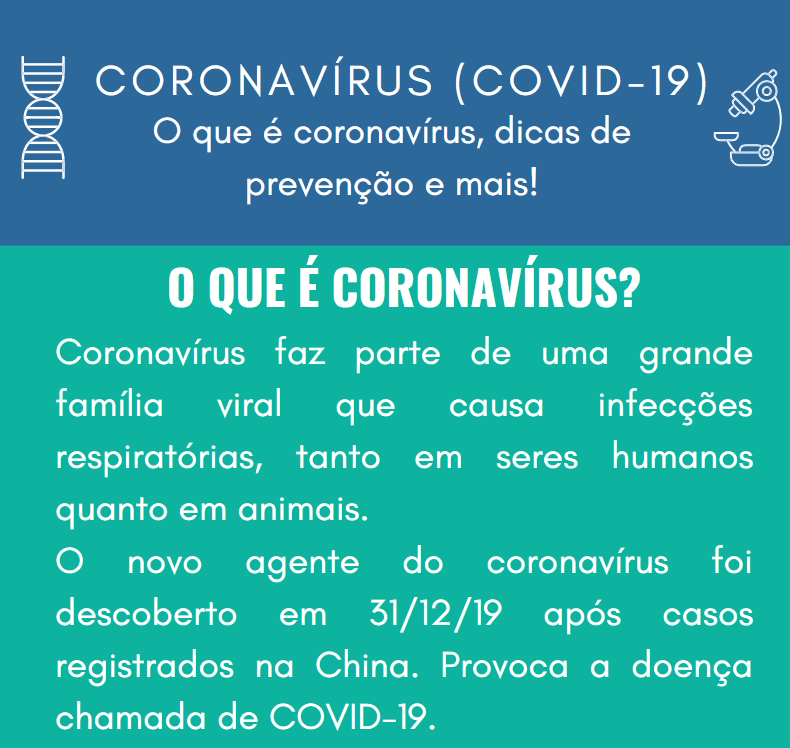 CORONAVÍRUS (COVID-19)
O que é coronavírus, dicas de
prevenção e mais!
O QUE É CORONAVÍRUS?
Coronavírus faz parte de uma grande
família viral que causa infecções
respiratórias, tanto em seres humanos
quanto em animais.
O novo agente do coronavírus foi
descoberto em 31/12/19 após casos
registrados na China. Provoca a doença
chamada de COVID-19.